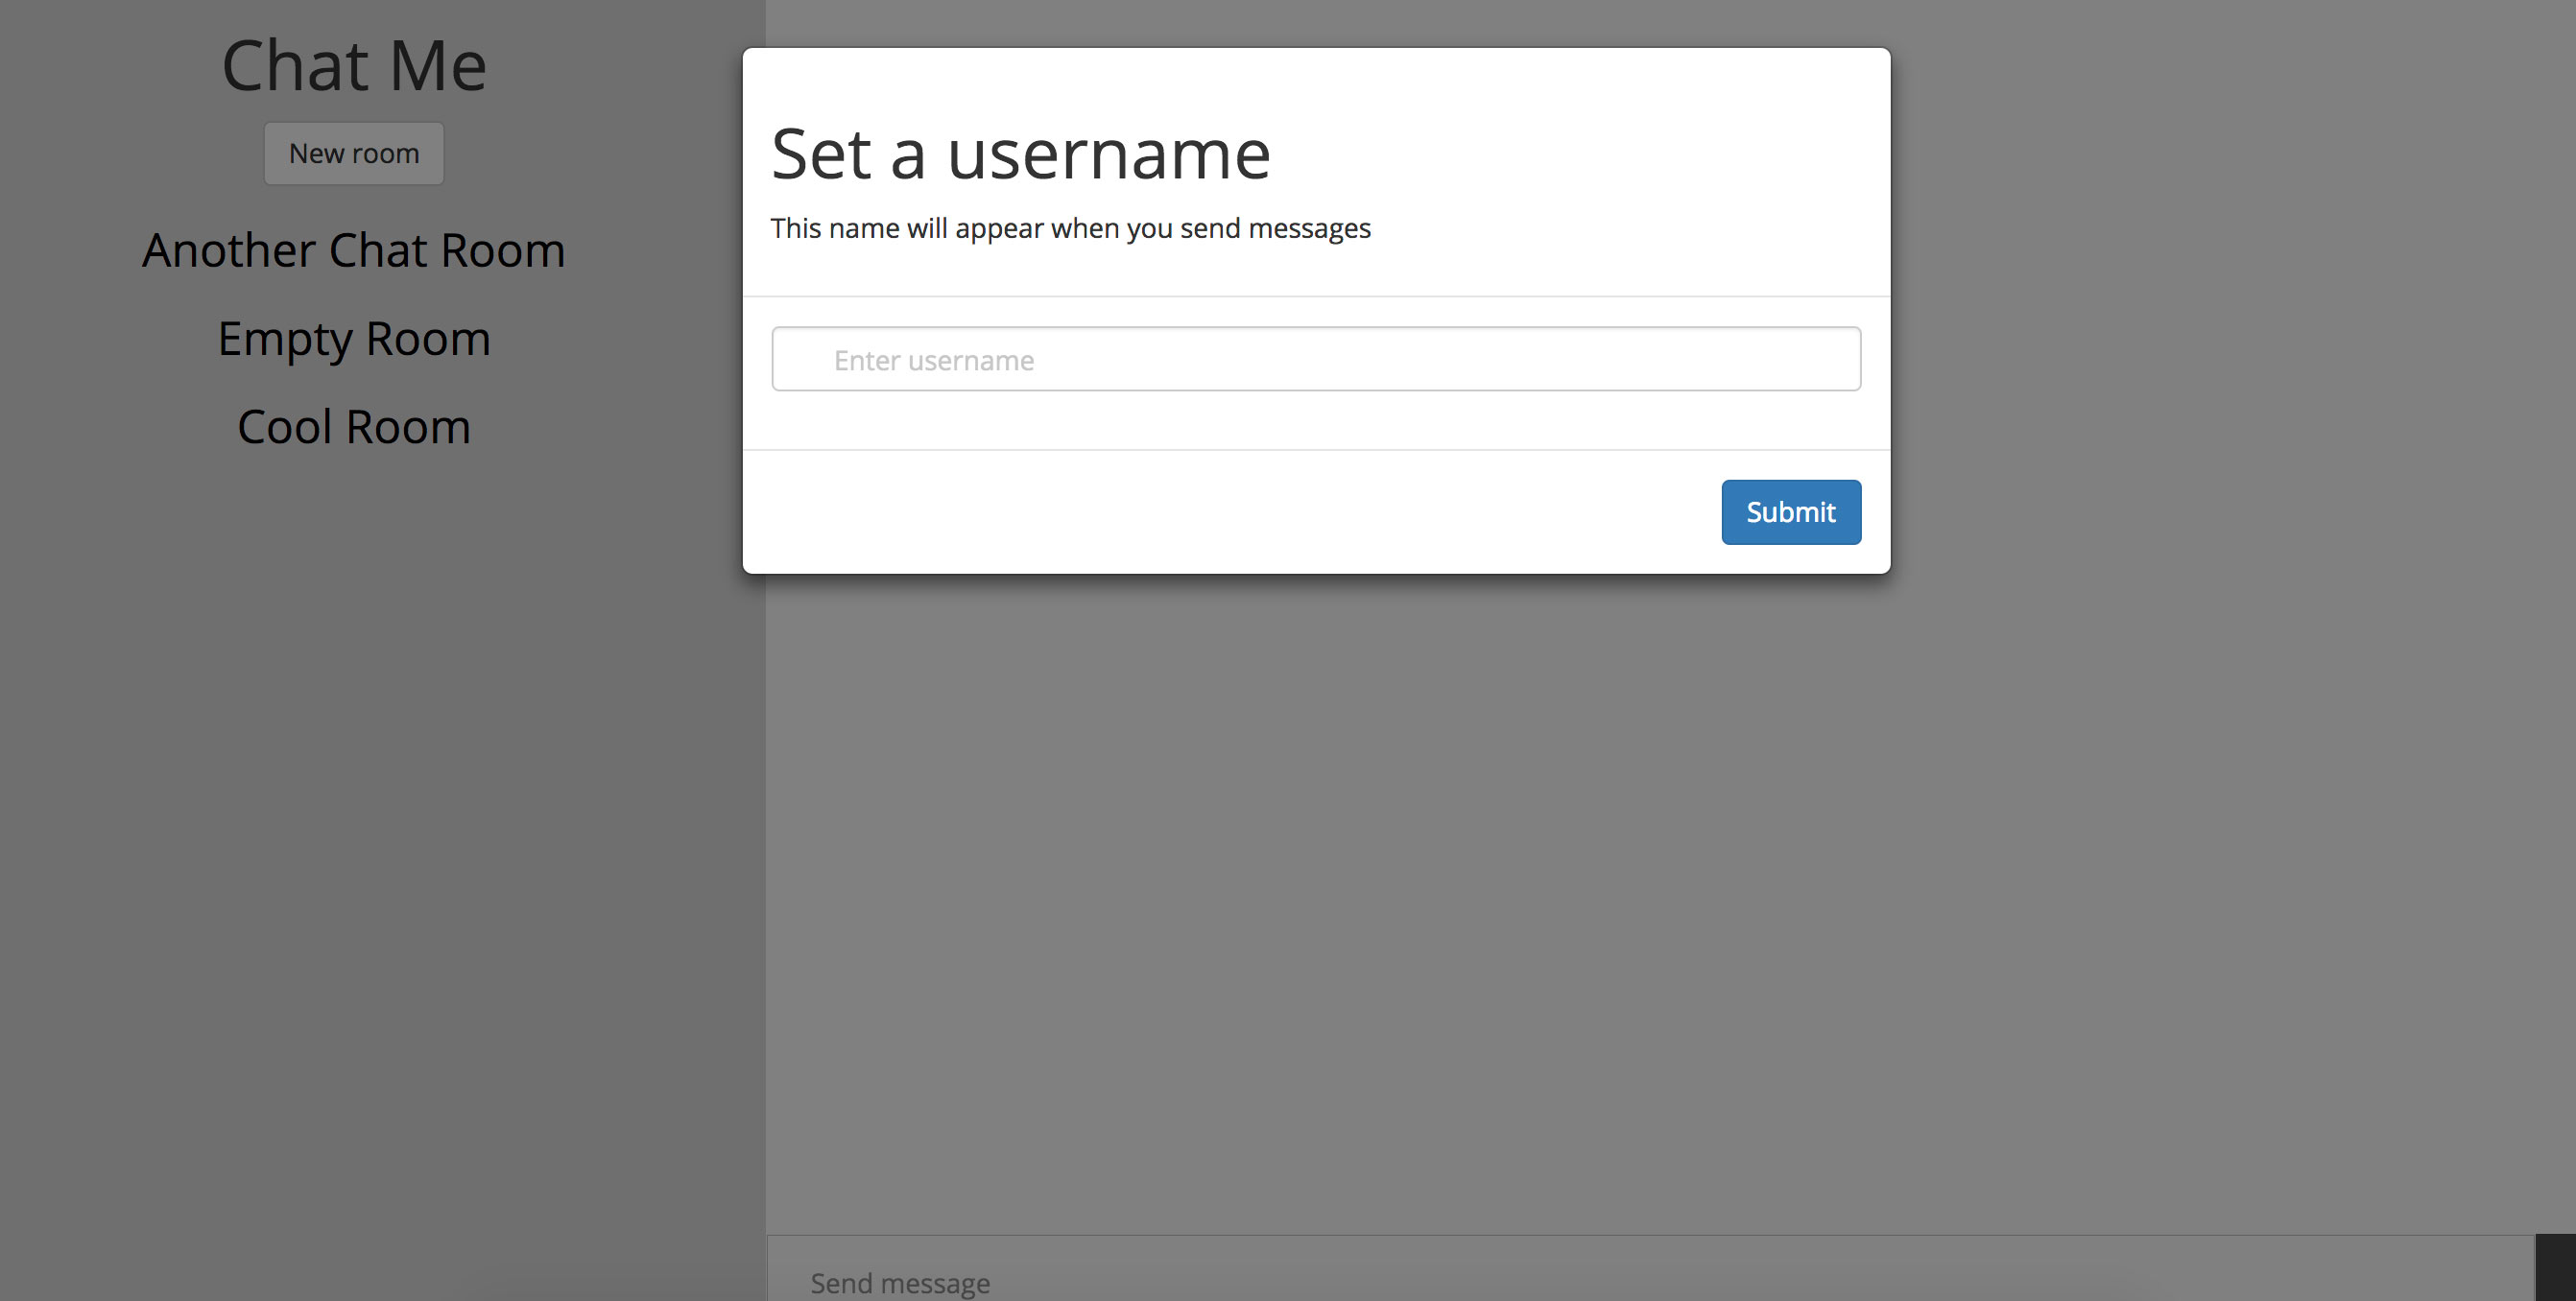 Chat Me
New room
Another Chat Room
Empty Room
Cool Room
Set a username
This name will appear when you send messages
Enter username
Submit
Send message